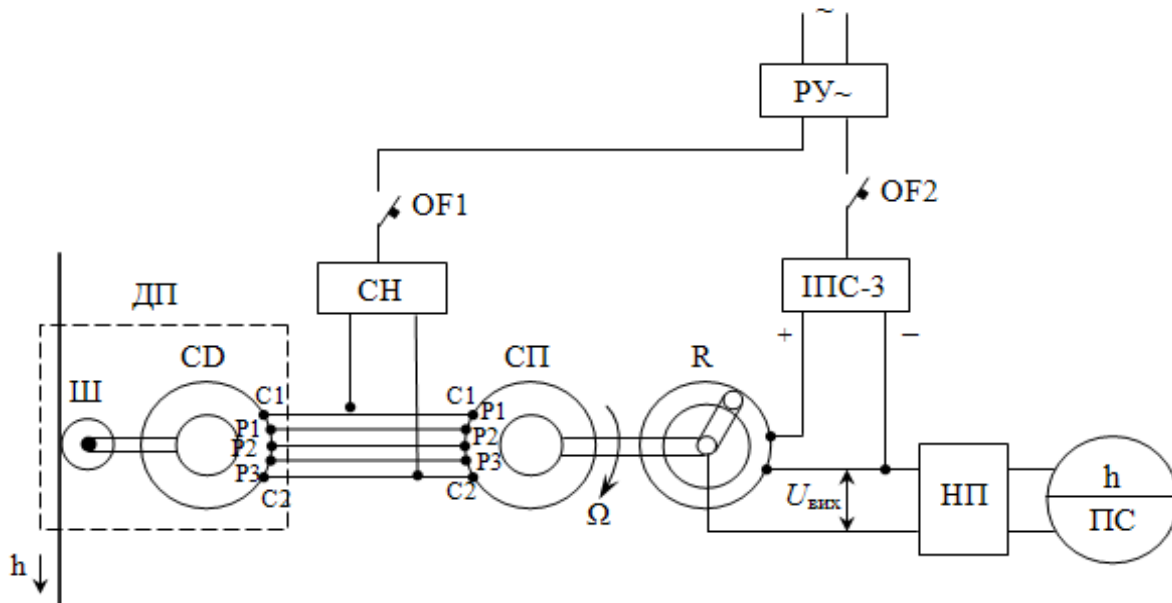 ~
РУ~
OF1
OF2
СН
ІПС-3
+
−
ДП
CD
СП
R
Ш
C1
P1
P2
P3
C2
C1
P1
P2
P3
C2
Ω
Uвих
НП
h
ПС
h